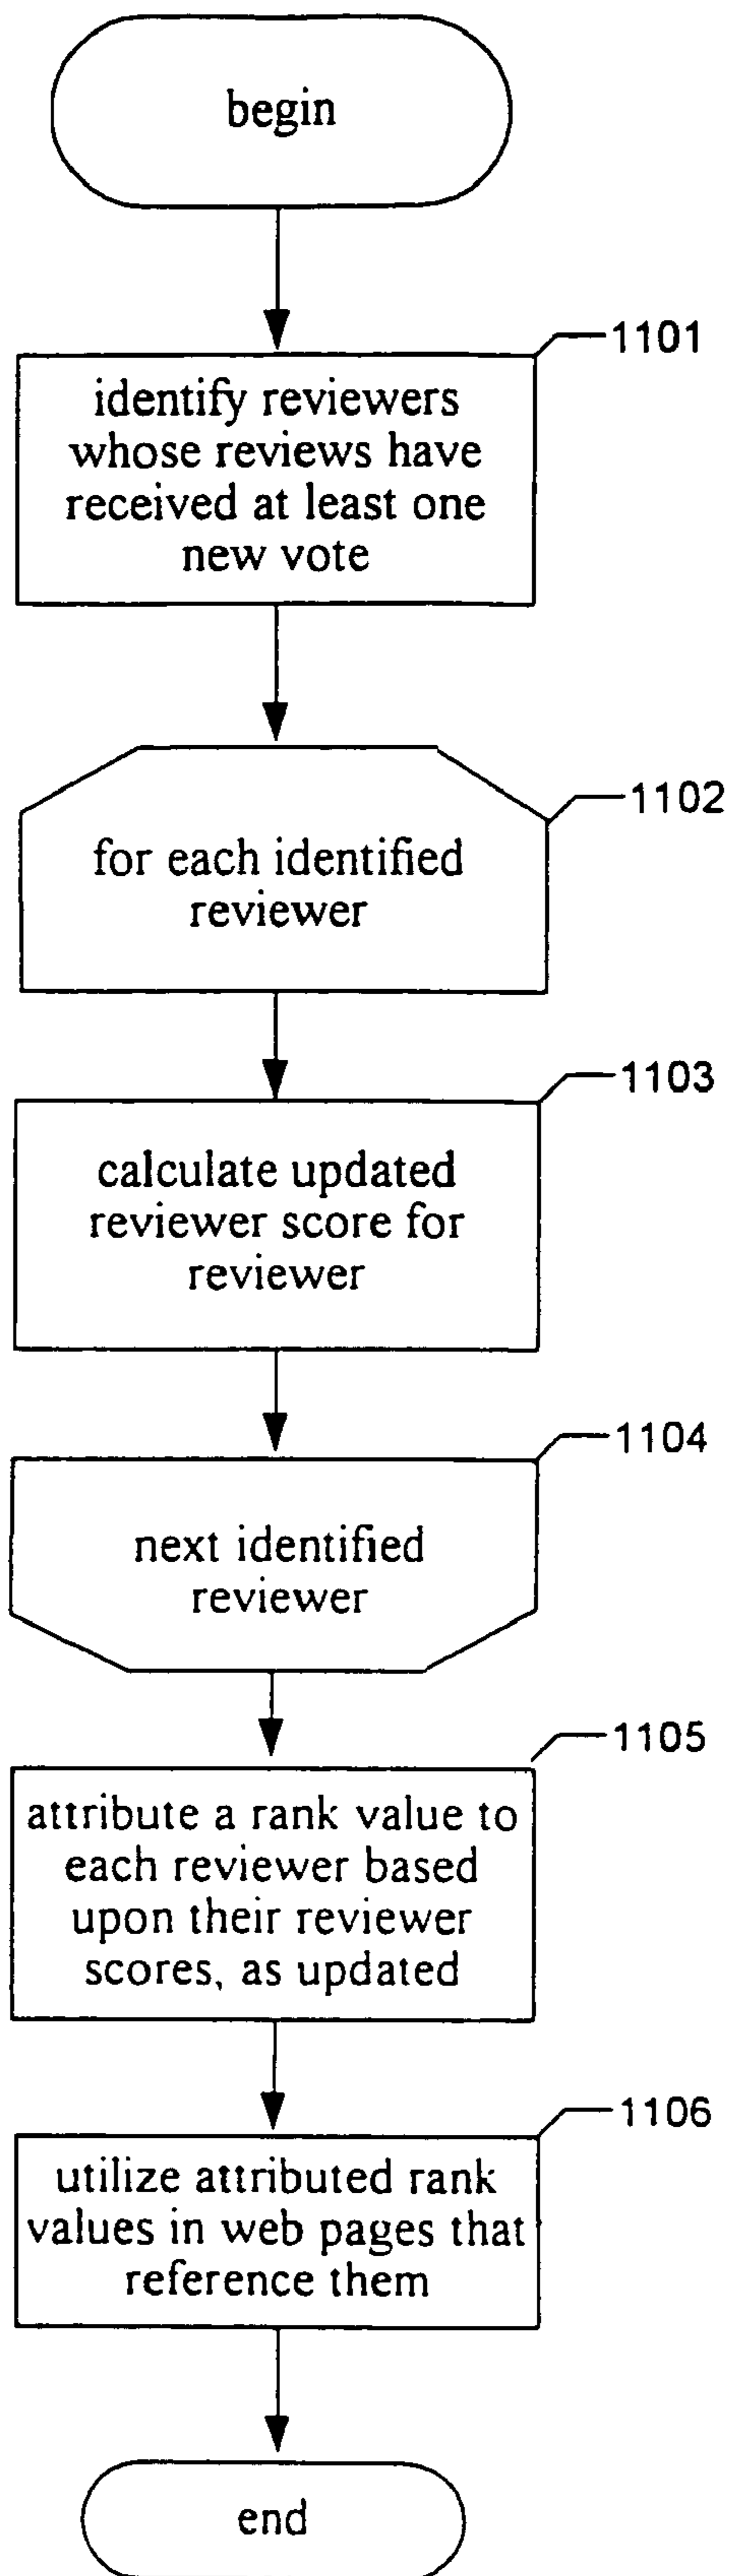 begin
1101
identify reviewers
whose reviews have
received at least one
new vote
1102
for each identified
reviewer
1103
calculate updated
reviewer score for
reviewer
1104
next identified
reviewer
1105
attribute a rank value to
each reviewer based
upon their reviewer
scores, as updated
1106
utilize attributed rank
values in web pages that
reference them
end